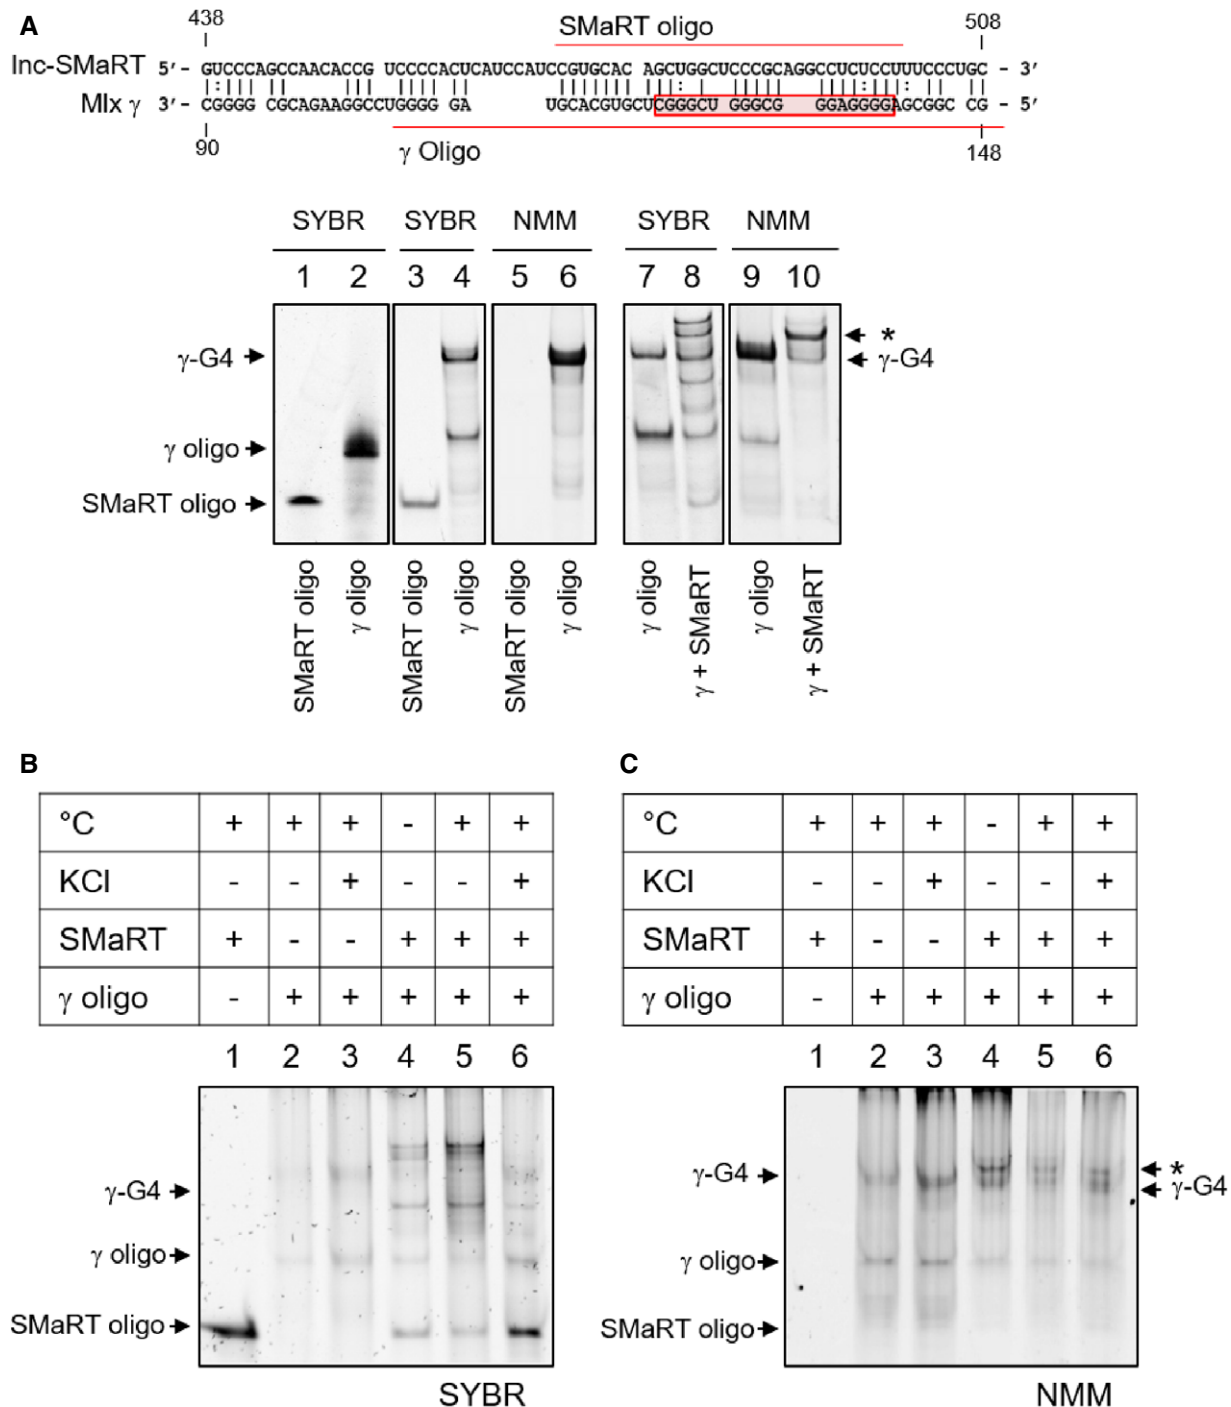 A
438
SMaRT oligo
508
lnc-SMaRT 5′- GUCCCAGCCAACACCG UCCCCACUCAUCCAUCCGUGCAC AGCUGGCUCCCGCAGGCCUCUCCUUUCCCUGC - 3′
Mlx γ 3′- CGGGG CGCAGAAGGCCUGGGG GA UGCACGUGCUCGGGCU GGGCG GGAGGGGAGCGGC CG - 5′
90
γ Oligo
148
SYBR SYBR NMM SYBR NMM
1 2 3 4 5 6 7 8 9 10
γ-G4
*
γ-G4
γ oligo
SMaRT oligo
SMaRT oligo
γ oligo
SMaRT oligo
γ oligo
SMaRT oligo
γ oligo
γ oligo
γ + SMaRT
γ oligo
γ + SMaRT
B
°C + + + - + +
KCl - - + - - +
SMaRT + - - + + +
γ oligo - + + + + +
1 2 3 4 5 6
γ-G4
γ oligo
SMaRT oligo
SYBR
C
°C + + + - + +
KCl - - + - - +
SMaRT + - - + + +
γ oligo - + + + + +
1 2 3 4 5 6
γ-G4
*
γ-G4
γ oligo
SMaRT oligo
NMM